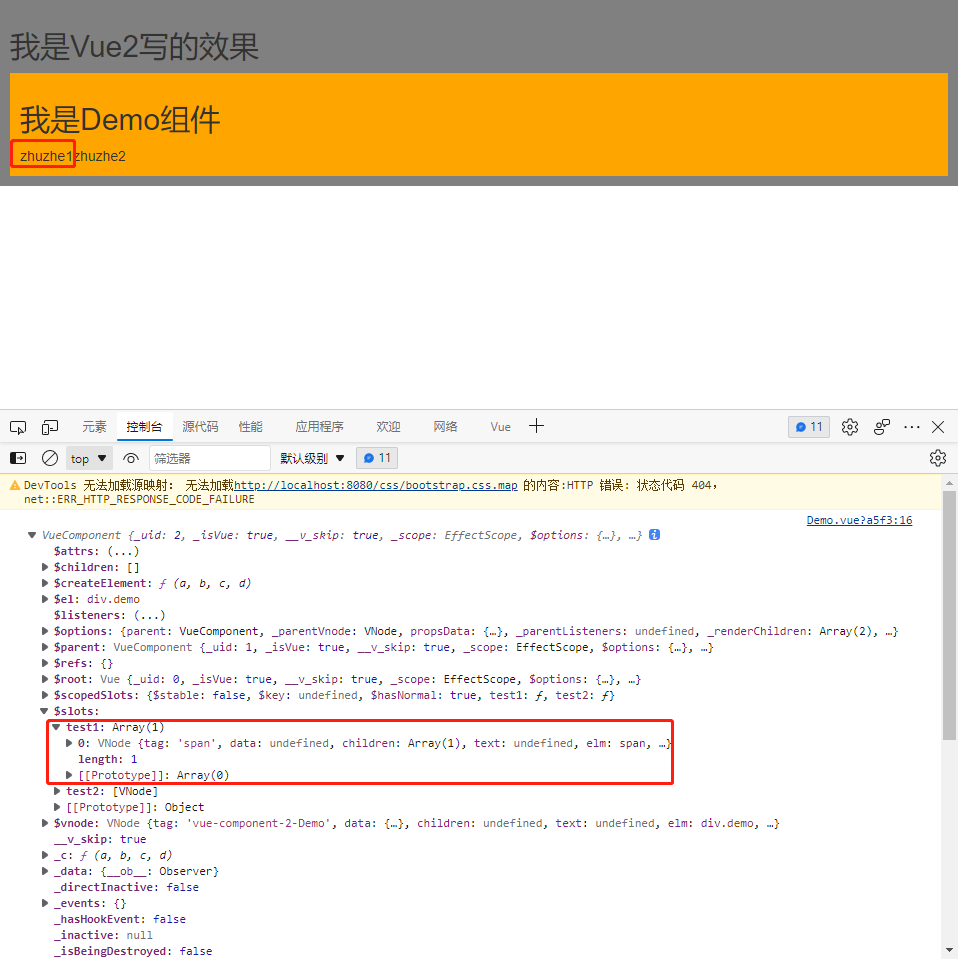 我是Vue2写的效果
我是Demo组件
zhuzhe1zhuzhe2
元素 控制台 源代码 性能 应用程序 欢迎 网络 Vue 11
top 筛选器 默认级别 11
DevTools 无法加载源映射: 无法加载http://localhost:8080/css/bootstrap.css.map 的内容:HTTP 错误: 状态代码 404,
net::ERR_HTTP_RESPONSE_CODE_FAILURE
Demo.vue?a5f3:16
VueComponent {_uid: 2, _isVue: true, __v_skip: true, _scope: EffectScope, $options: {…}, …}
$attrs: (...)
$children: []
$createElement: ƒ (a, b, c, d)
$el: div.demo
$listeners: (...)
$options: {parent: VueComponent, _parentVnode: VNode, propsData: {…}, _parentListeners: undefined, _renderChildren: Array(2), …}
$parent: VueComponent {_uid: 1, _isVue: true, __v_skip: true, _scope: EffectScope, $options: {…}, …}
$refs: {}
$root: Vue {_uid: 0, _isVue: true, __v_skip: true, _scope: EffectScope, $options: {…}, …}
$scopedSlots: {$stable: false, $key: undefined, $hasNormal: true, test1: ƒ, test2: ƒ}
$slots:
test1: Array(1)
0: VNode {tag: 'span', data: undefined, children: Array(1), text: undefined, elm: span, …}
length: 1
[[Prototype]]: Array(0)
test2: [VNode]
[[Prototype]]: Object
$vnode: VNode {tag: 'vue-component-2-Demo', data: {…}, children: undefined, text: undefined, elm: div.demo, …}
__v_skip: true
_c: ƒ (a, b, c, d)
_data: {__ob__: Observer}
_directInactive: false
_events: {}
_hasHookEvent: false
_inactive: null
_isBeingDestroyed: false